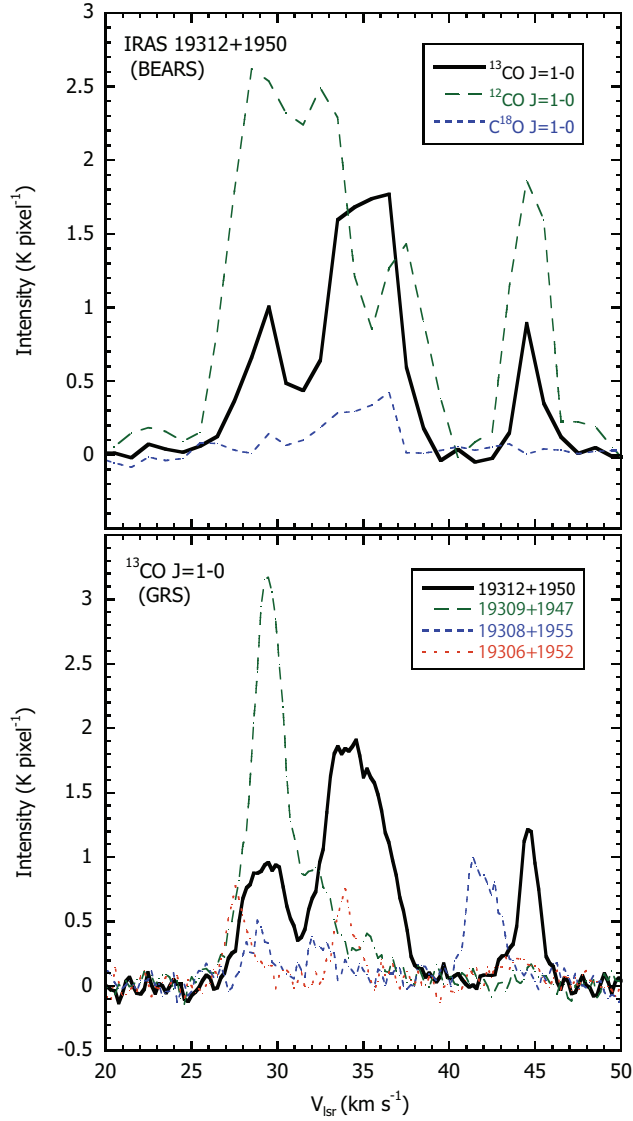 IRAS 19312+1950
(BEARS)
¹³CO J=1-0
¹²CO J=1-0
C¹⁸O J=1-0
Intensity (K pixel⁻¹)
3
2.5
2
1.5
1
0.5
0
¹³CO J=1-0
(GRS)
19312+1950
19309+1947
19308+1955
19306+1952
Intensity (K pixel⁻¹)
3
2.5
2
1.5
1
0.5
0
-0.5
20 25 30 35 40 45 50
V_lsr (km s⁻¹)